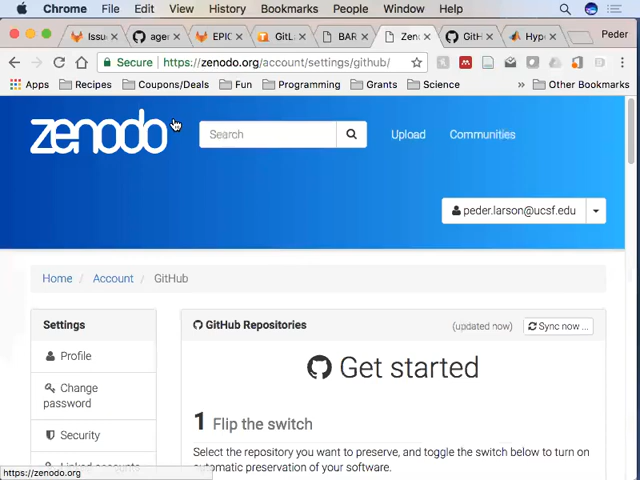 Chrome File Edit View History Bookmarks People Window Help
Issu ager EPIC GitL BAR Zen GitH Hyp Peder
Secure https://zenodo.org/account/settings/github/
Apps Recipes Coupons/Deals Fun Programming Grants Science » Other Bookmarks
zenodo Search Upload Communities
peder.larson@ucsf.edu
Home / Account / GitHub
Settings
Profile
Change password
Security
Linked accounts
GitHub Repositories (updated now) Sync now ...
Get started
1 Flip the switch
Select the repository you want to preserve, and toggle the switch below to turn on
automatic preservation of your software.
https://zenodo.org